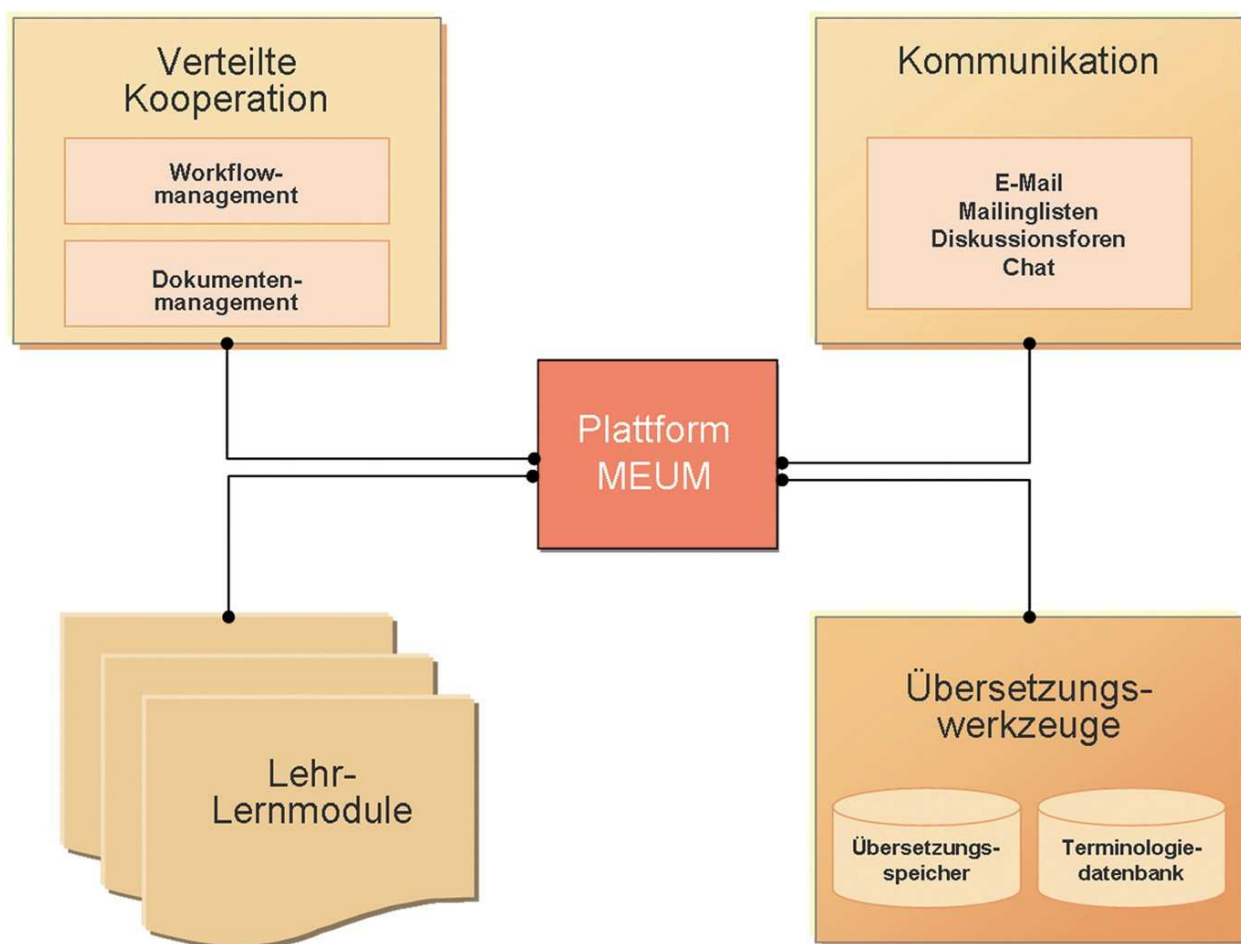 Verteilte
Kooperation
Workflow-
management
Dokumenten-
management
Kommunikation
E-Mail
Mailinglisten
Diskussionsforen
Chat
Plattform
MEUM
Lehr-
Lernmodule
Übersetzungs-
werkzeuge
Übersetzungs-
speicher
Terminologie-
datenbank